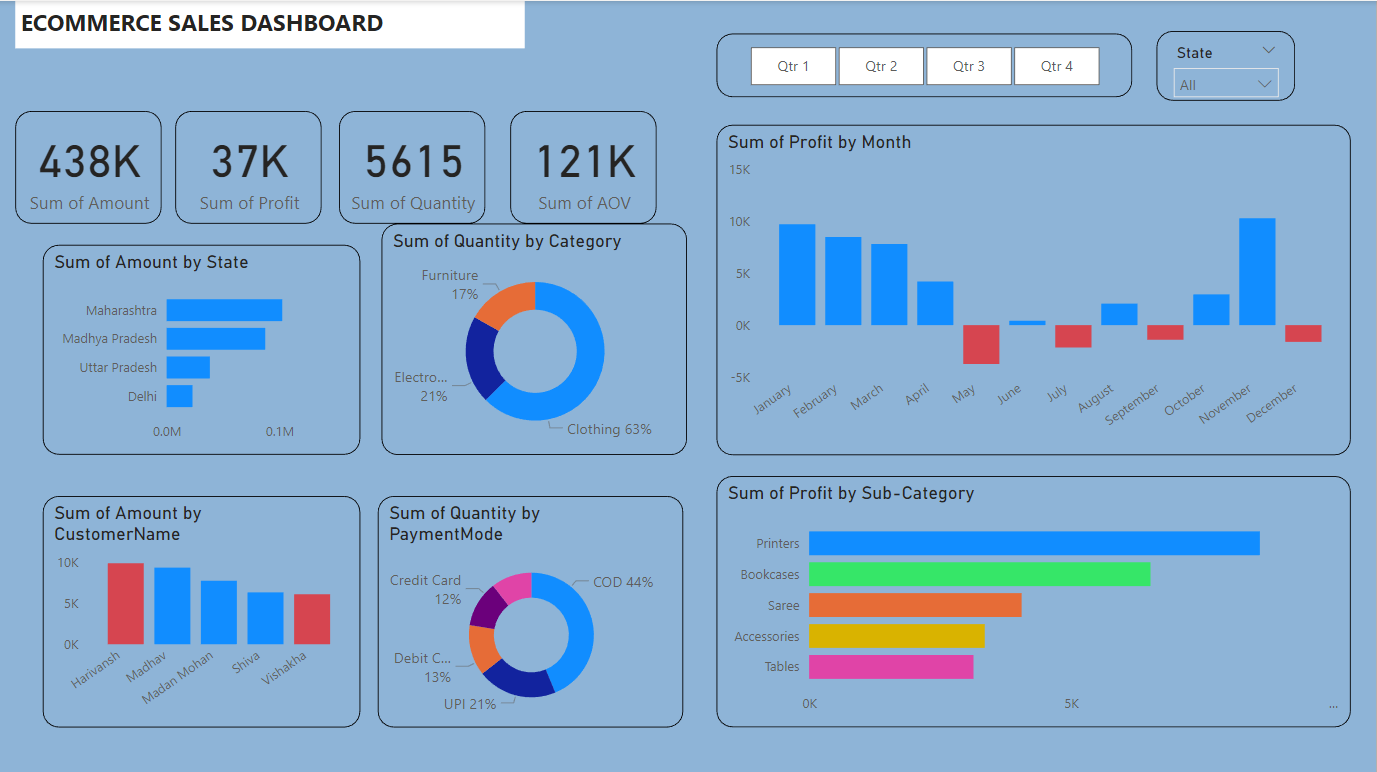 ECOMMERCE SALES DASHBOARD
Qtr 1
Qtr 2
Qtr 3
Qtr 4
State
All
438K
Sum of Amount
37K
Sum of Profit
5615
Sum of Quantity
121K
Sum of AOV
Sum of Amount by State
Maharashtra
Madhya Pradesh
Uttar Pradesh
Delhi
0.0M
0.1M
Sum of Quantity by Category
Furniture
17%
Electro...
21%
Clothing 63%
Sum of Profit by Month
15K
10K
5K
0K
-5K
January
February
March
April
May
June
July
August
September
October
November
December
Sum of Amount by
CustomerName
10K
5K
0K
Harivansh
Madhav
Madan Mohan
Shiva
Vishakha
Sum of Quantity by
PaymentMode
Credit Card
12%
COD 44%
Debit C...
13%
UPI 21%
Sum of Profit by Sub-Category
Printers
Bookcases
Saree
Accessories
Tables
0K
5K
...